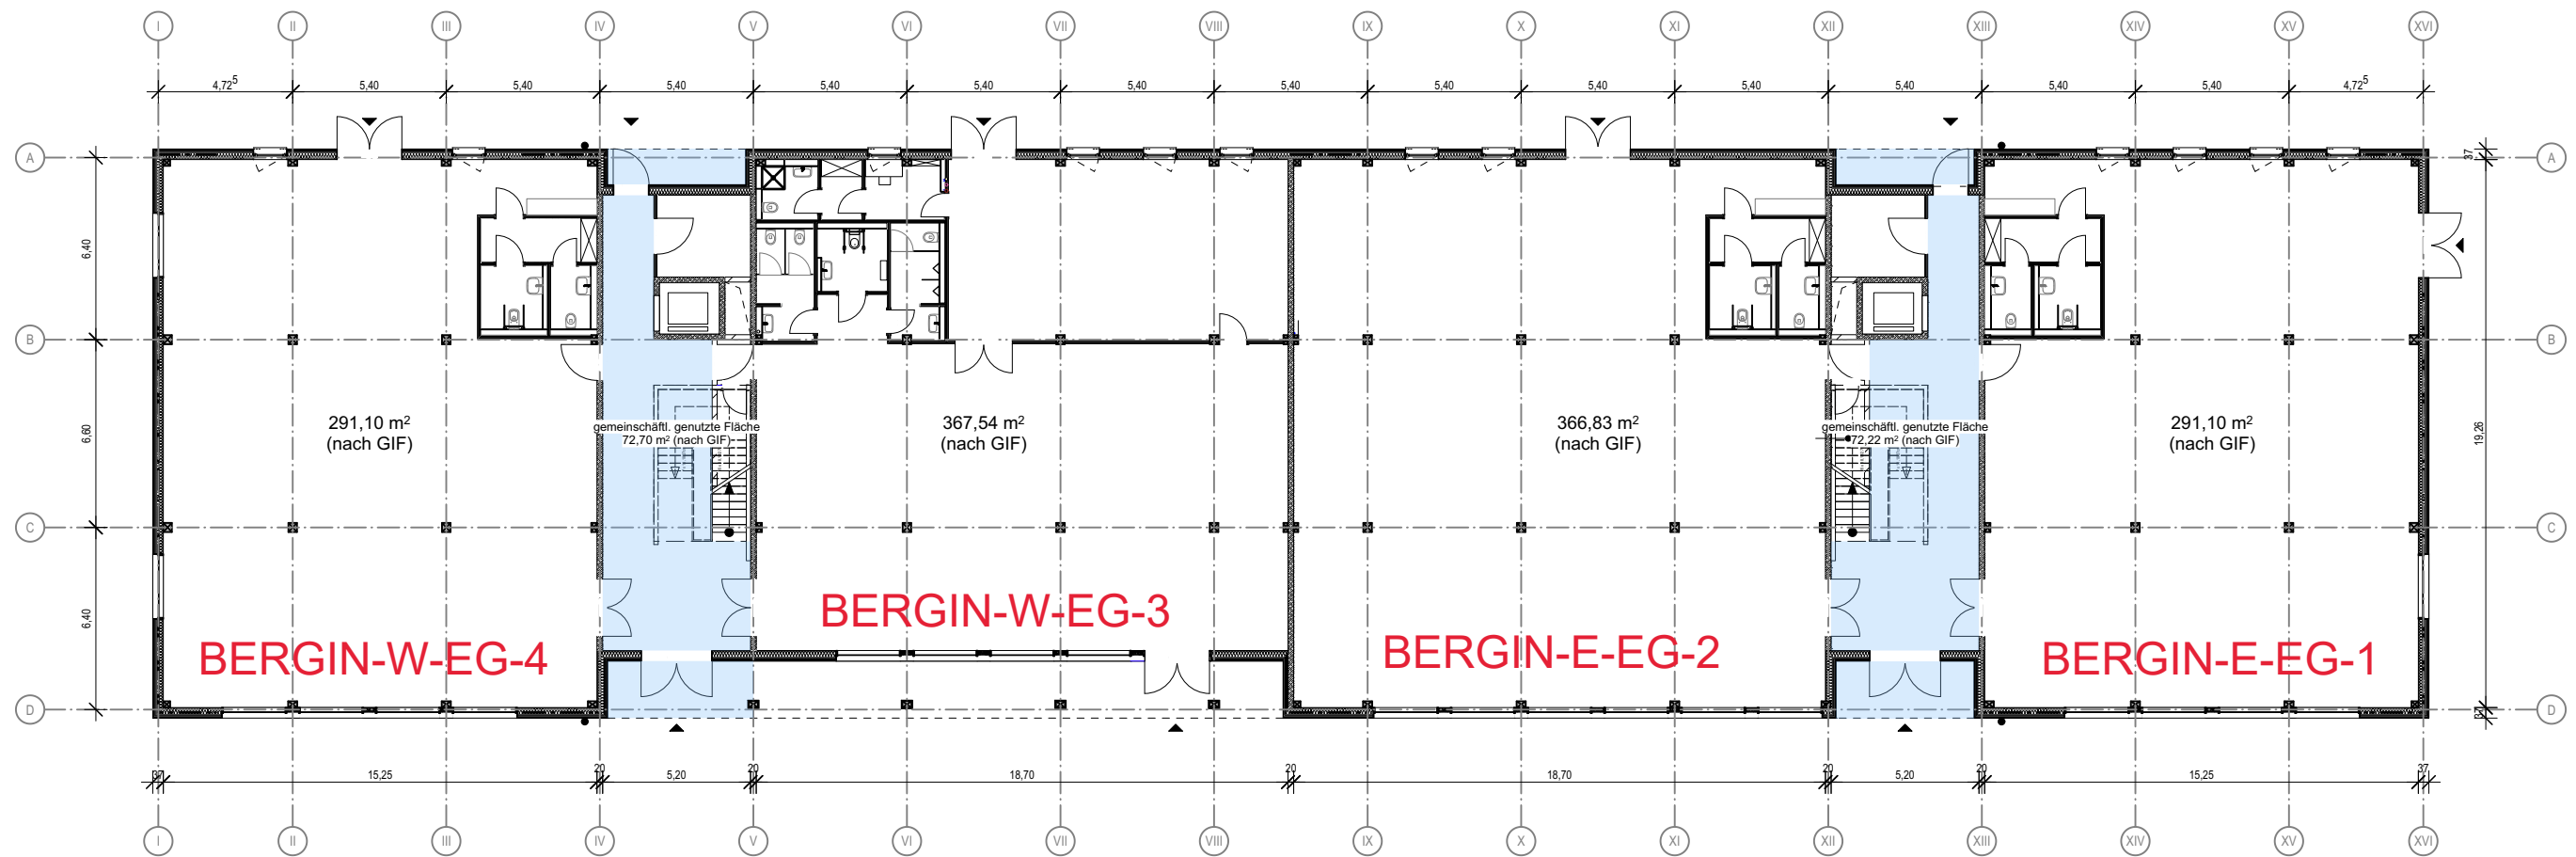 I II III IV V VI VII VIII IX X XI XII XIII XIV XV XVI
4,72⁵ 5,40 5,40 5,40 5,40 5,40 5,40 5,40 5,40 5,40 5,40 5,40 5,40 5,40 4,72⁵
A A
37
6,40
B B
291,10 m² 367,54 m² 366,83 m² 291,10 m²
(nach GIF) (nach GIF) (nach GIF) (nach GIF)
gemeinschäftl. genutzte Fläche gemeinschäftl. genutzte Fläche
72,70 m² (nach GIF) 72,22 m² (nach GIF)
6,60 19,26
C C
6,40
BERGIN-W-EG-4 BERGIN-W-EG-3 BERGIN-E-EG-2 BERGIN-E-EG-1
D D
37
37 15,25 20 5,20 20 18,70 20 18,70 20 5,20 20 15,25 37
I II III IV V VI VII VIII IX X XI XII XIII XIV XV XVI